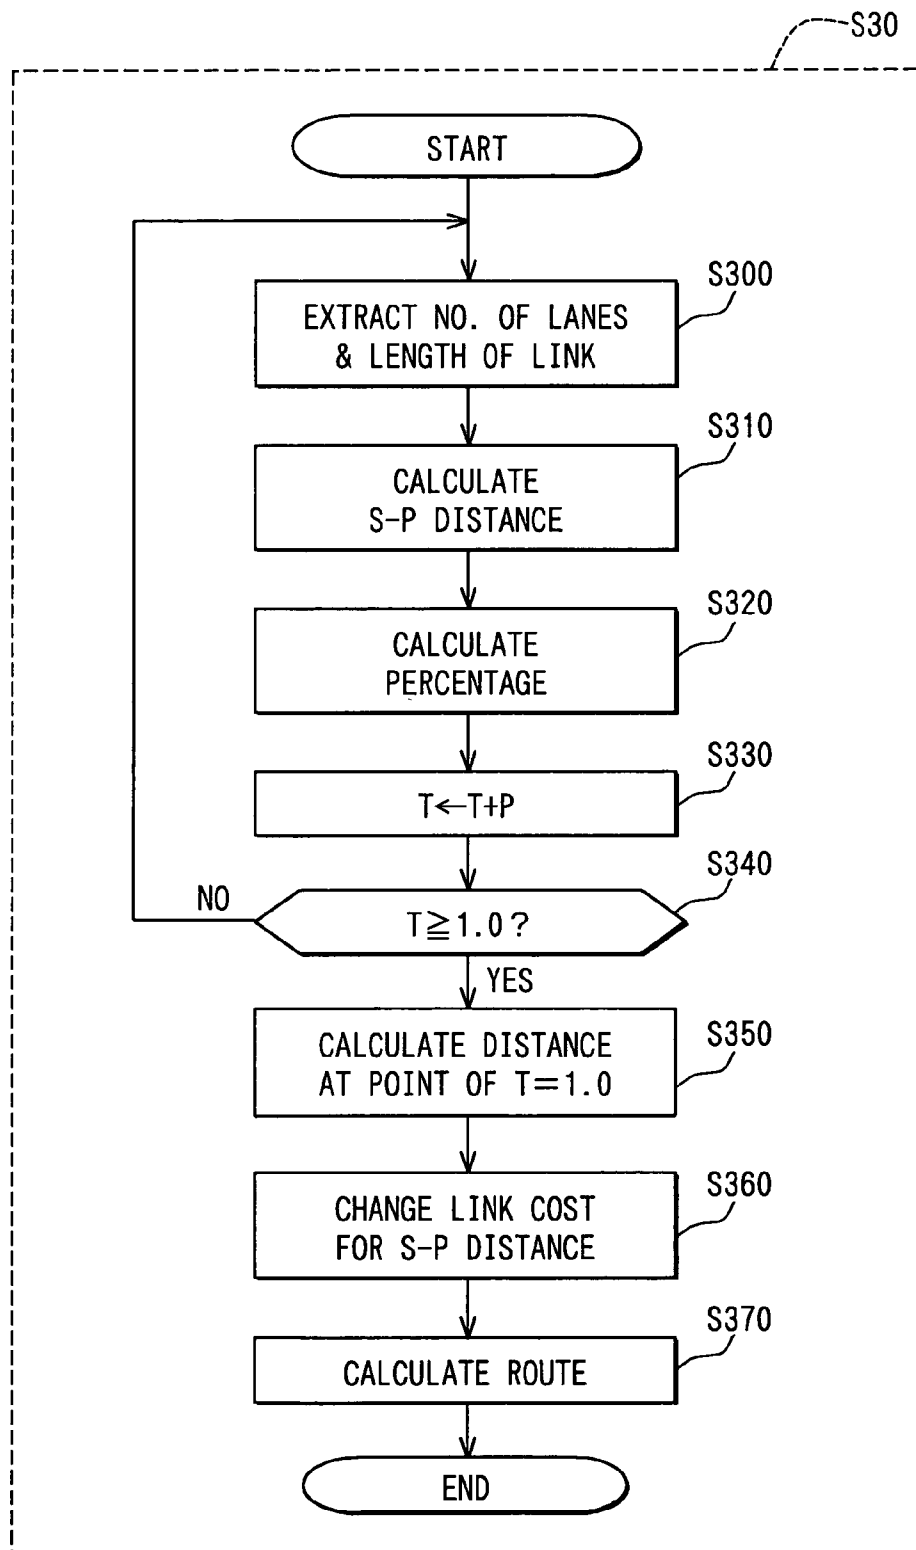 S30
START
S300
EXTRACT NO. OF LANES
& LENGTH OF LINK
S310
CALCULATE
S-P DISTANCE
S320
CALCULATE
PERCENTAGE
S330
T←T+P
S340
NO
T≧1.0?
YES
S350
CALCULATE DISTANCE
AT POINT OF T=1.0
S360
CHANGE LINK COST
FOR S-P DISTANCE
S370
CALCULATE ROUTE
END